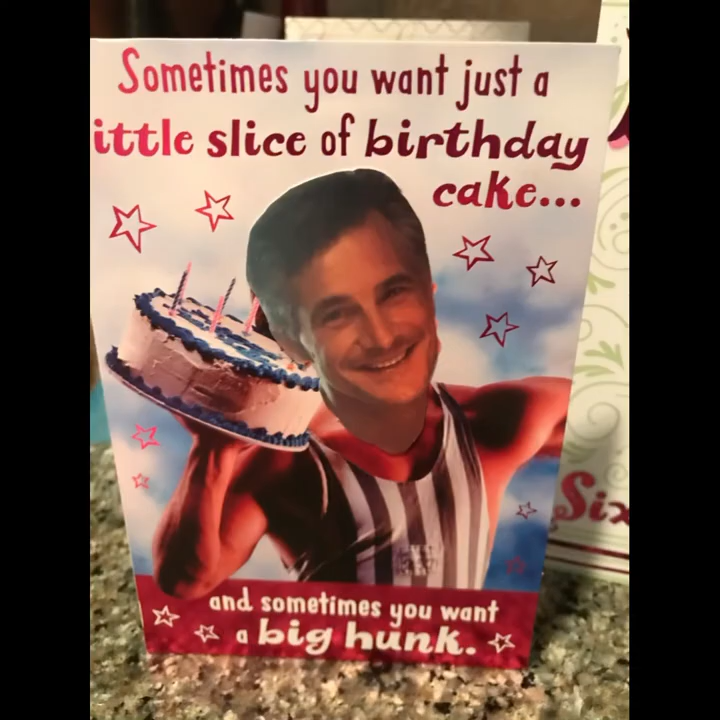 Sometimes you want just a
ittle slice of birthday
cake...
and sometimes you want
a big hunk.
Six